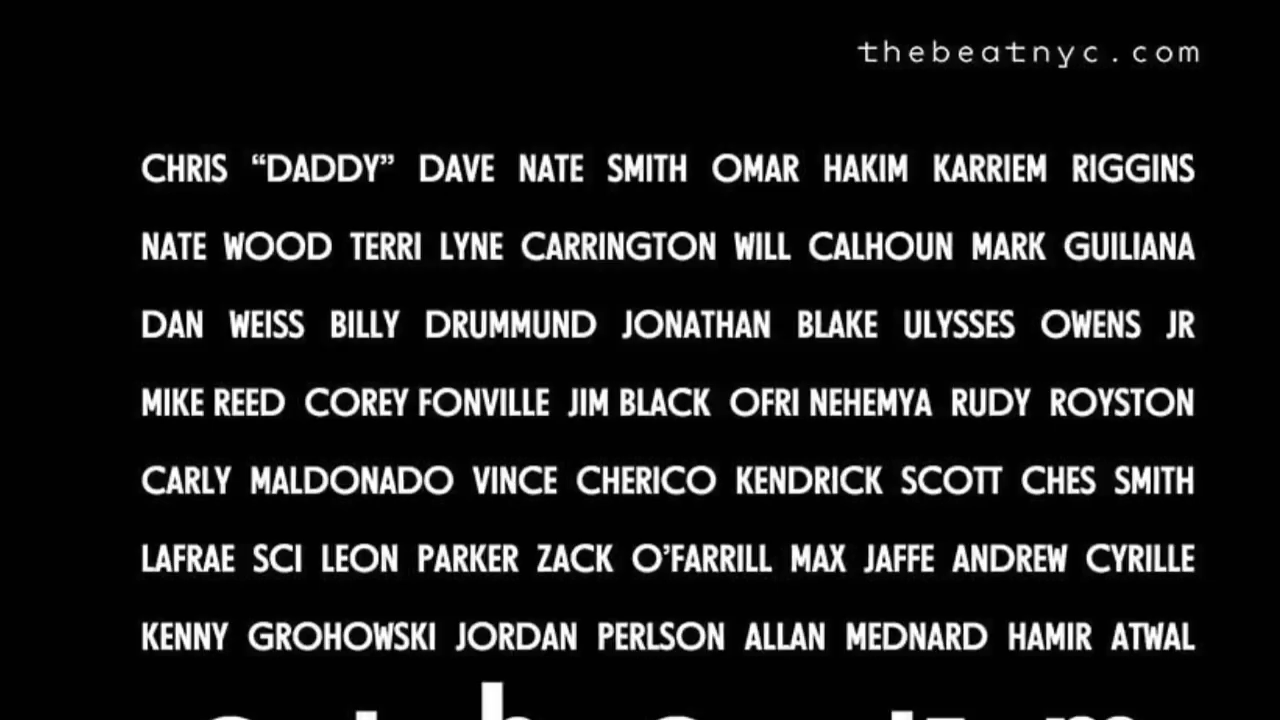 thebeatnyc.com
CHRIS “DADDY” DAVE NATE SMITH OMAR HAKIM KARRIEM RIGGINS
NATE WOOD TERRI LYNE CARRINGTON WILL CALHOUN MARK GUILIANA
DAN WEISS BILLY DRUMMUND JONATHAN BLAKE ULYSSES OWENS JR
MIKE REED COREY FONVILLE JIM BLACK OFRI NEHEMYA RUDY ROYSTON
CARLY MALDONADO VINCE CHERICO KENDRICK SCOTT CHES SMITH
LAFRAE SCI LEON PARKER ZACK O’FARRILL MAX JAFFE ANDREW CYRILLE
KENNY GROHOWSKI JORDAN PERLSON ALLAN MEDNARD HAMIR ATWAL